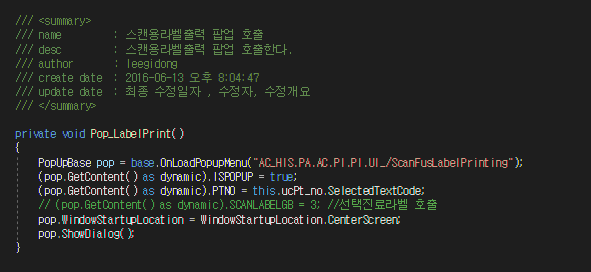 /// <summary>
/// name : 스캔용라벨출력 팝업 호출
/// desc : 스캔용라벨출력 팝업 호출한다.
/// author : leegidong
/// create date : 2016-06-13 오후 8:04:47
/// update date : 최종 수정일자 , 수정자, 수정개요
/// </summary>
private void Pop_LabelPrint()
{
PopUpBase pop = base.OnLoadPopupMenu("AC_HIS.PA.AC.PI.PI.UI_/ScanFusLabelPrinting");
(pop.GetContent() as dynamic).ISPOPUP = true;
(pop.GetContent() as dynamic).PTNO = this.ucPt_no.SelectedTextCode;
// (pop.GetContent() as dynamic).SCANLABELGB = 3; //선택진료라벨 호출
pop.WindowStartupLocation = WindowStartupLocation.CenterScreen;
pop.ShowDialog();
}